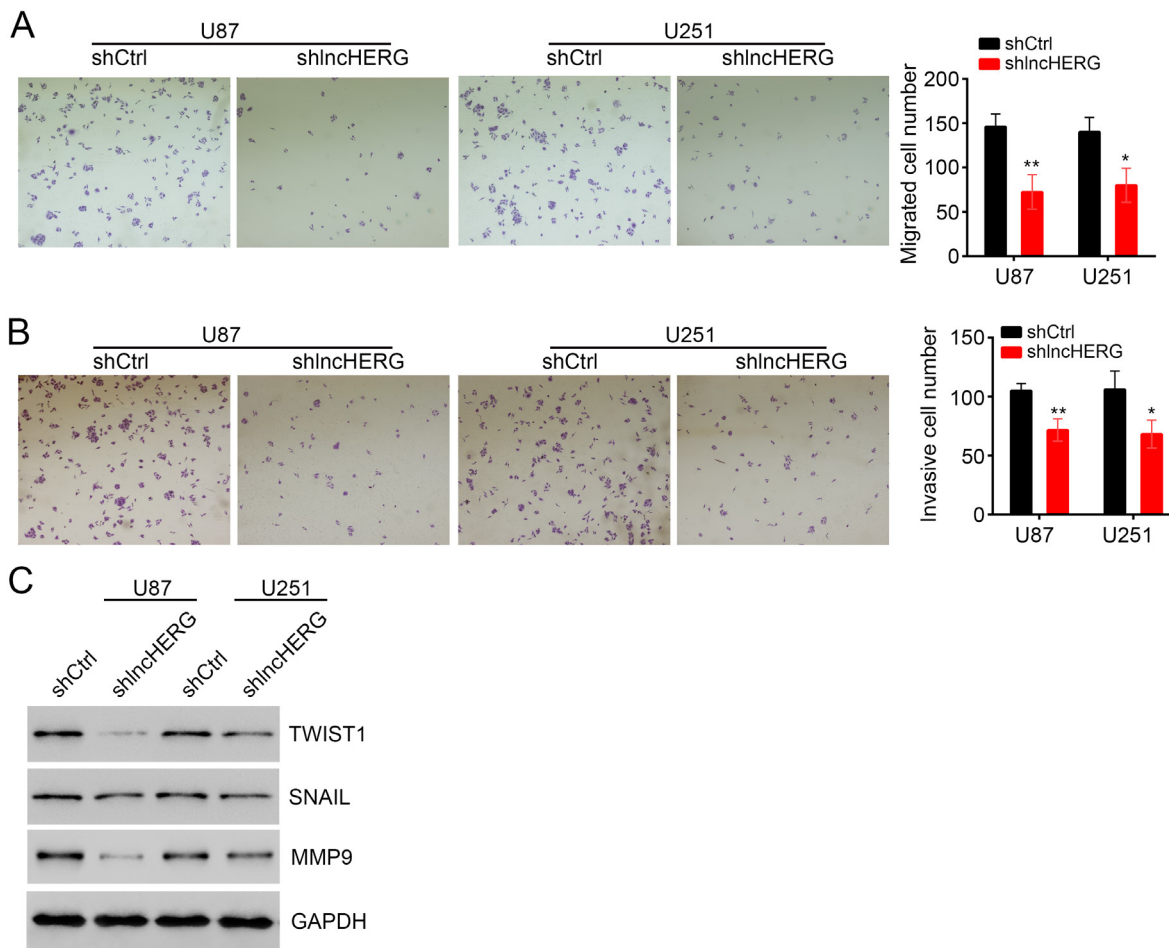 A
U87
U251
shCtrl
shlncHERG
shCtrl
shlncHERG
shCtrl
shlncHERG
Migrated cell number
200
150
100
50
0
**
*
U87
U251
B
U87
U251
shCtrl
shlncHERG
shCtrl
shlncHERG
shCtrl
shlncHERG
Invasive cell number
150
100
50
0
**
*
U87
U251
C
U87
U251
shCtrl
shlncHERG
shCtrl
shlncHERG
TWIST1
SNAIL
MMP9
GAPDH